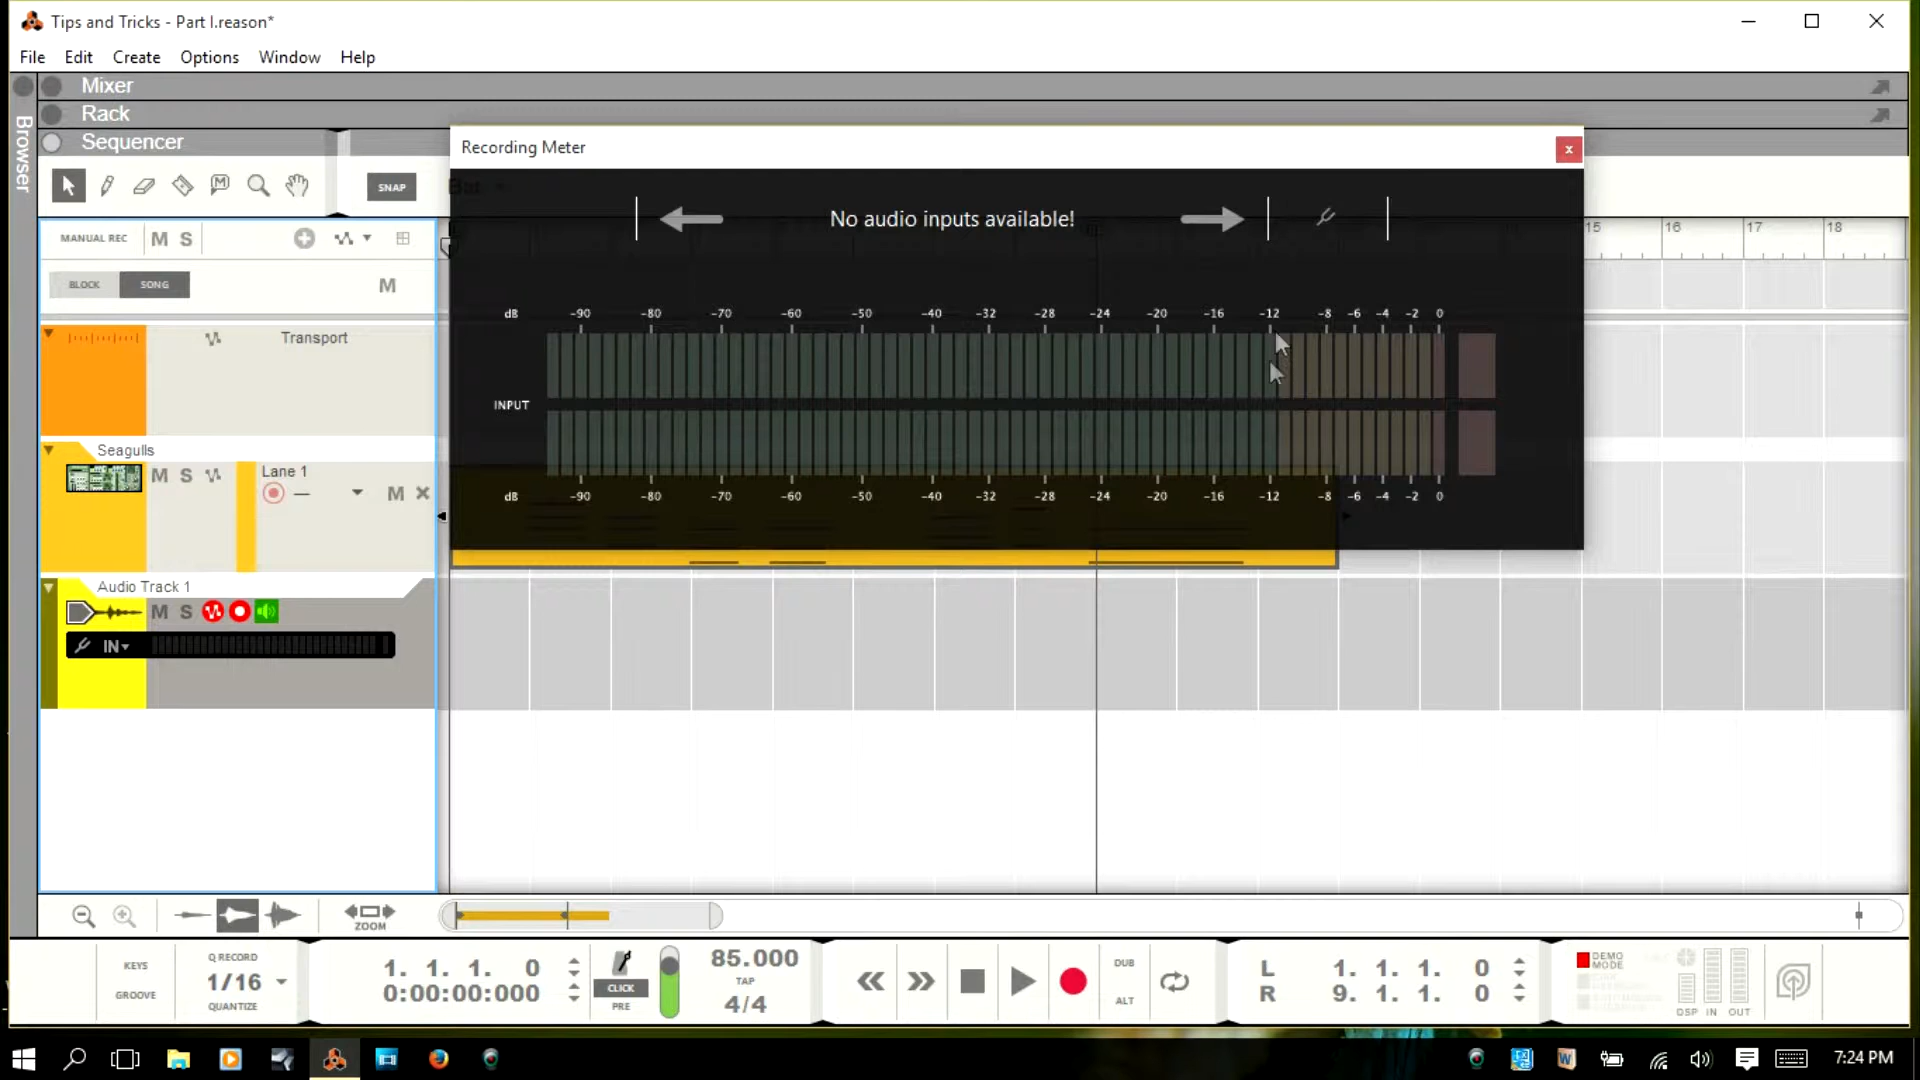 Tips and Tricks - Part I.reason*
File Edit Create Options Window Help
Mixer
Rack
Sequencer
Browser
Recording Meter
x
SNAP
M
No audio inputs available!
MANUAL REC M S
15 16 17 18
BLOCK SONG M
dB -90 -80 -70 -60 -50 -40 -32 -28 -24 -20 -16 -12 -8 -6 -4 -2 0
Transport
INPUT
Seagulls
M S Lane 1
M
dB -90 -80 -70 -60 -50 -40 -32 -28 -24 -20 -16 -12 -8 -6 -4 -2 0
Audio Track 1
M S
IN
ZOOM
KEYS
GROOVE
Q RECORD
1/16
QUANTIZE
1. 1. 1. 0
0:00:00:000
CLICK
PRE
85.000
TAP
4/4
DUB
ALT
L 1. 1. 1. 0
R 9. 1. 1. 0
DEMO
MODE
DSP IN OUT
7:24 PM